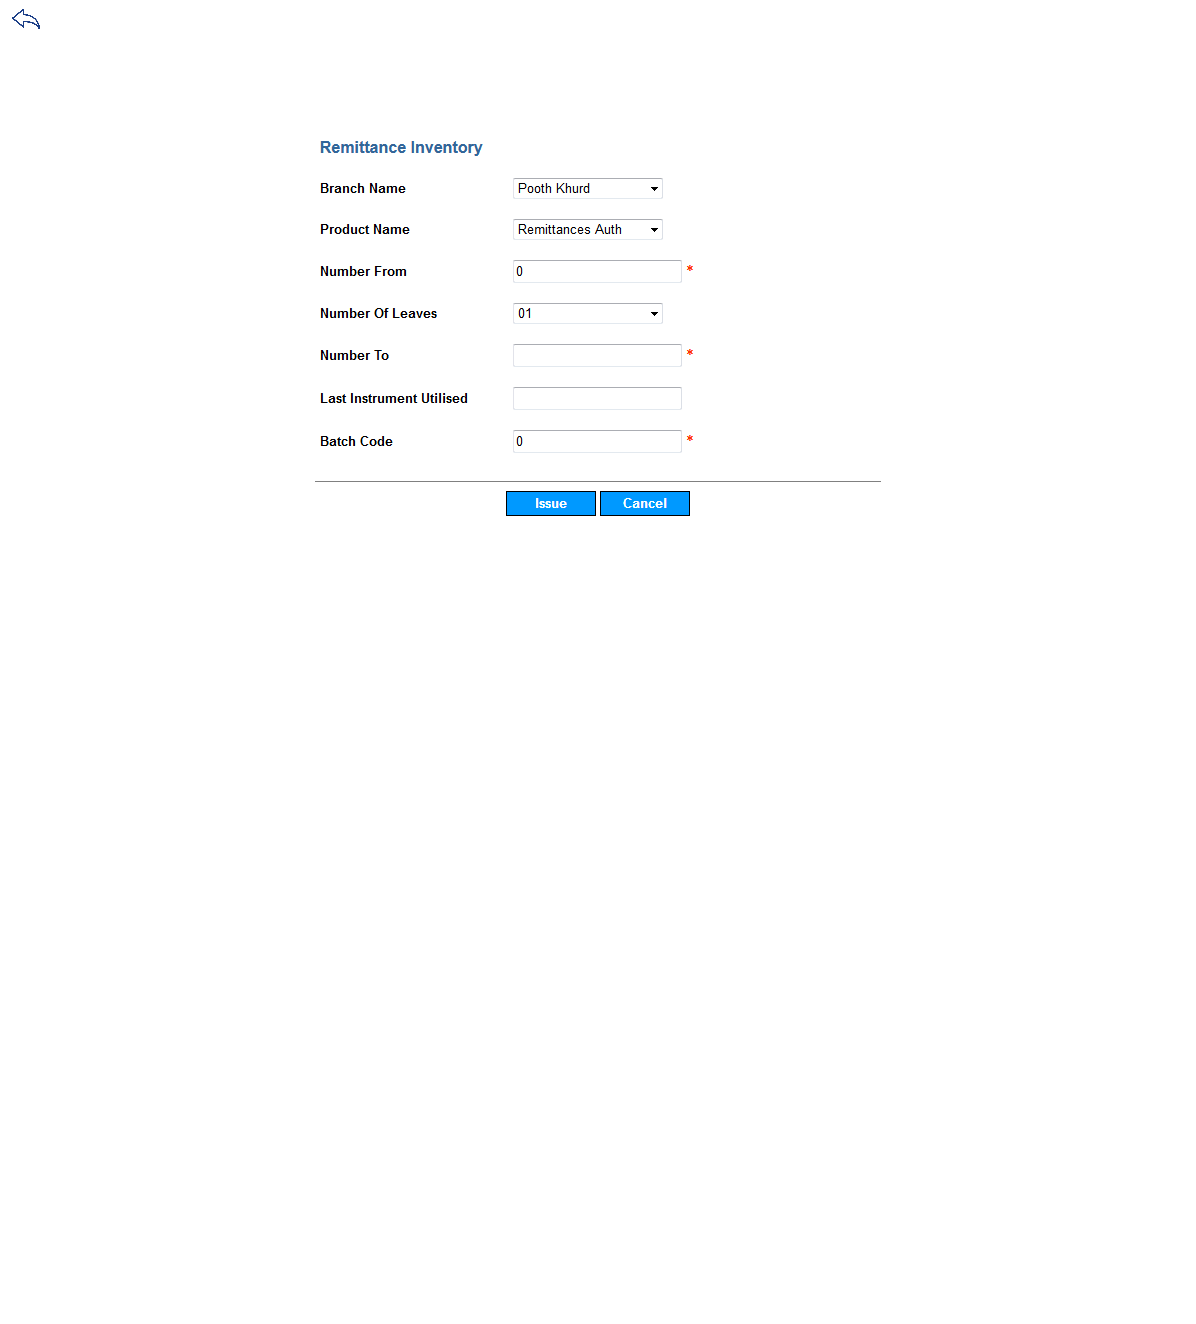 Remittance Inventory
Branch Name Pooth Khurd
Product Name Remittances Auth
Number From 0 *
Number Of Leaves 01
Number To *
Last Instrument Utilised
Batch Code 0 *
Issue Cancel